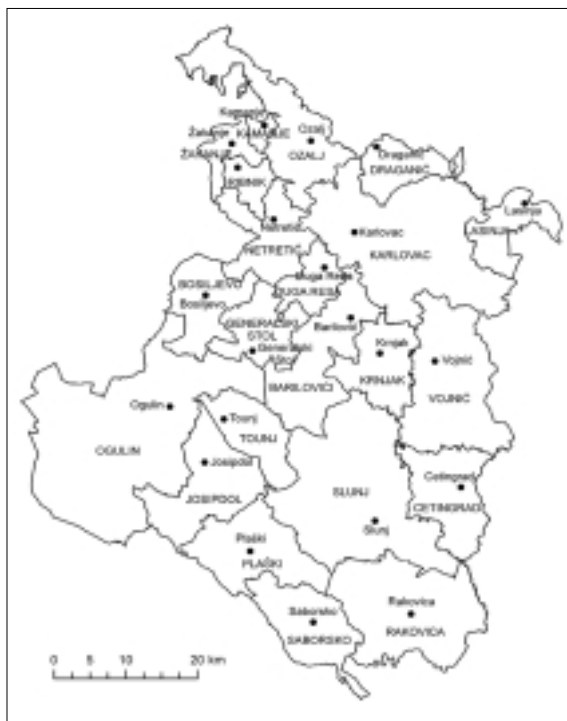 Kamanje
KAMANJE
Ozalj
OZALJ
Žakanje
ŽAKANJE
RIBNIK
Draganić
DRAGANIĆ
Lasinja
LASINJA
Netretić
NETRETIĆ
Karlovac
KARLOVAC
Duga Resa
DUGA RESA
BOSILJEVO
Bosiljevo
GENERALSKI
STOL
Generalski
Stol
Barilović
BARILOVIĆ
Krnjak
KRNJAK
Vojnić
VOJNIĆ
Ogulin
OGULIN
Tounj
TOUNJ
Josipdol
JOSIPDOL
SLUNJ
Slunj
Cetingrad
CETINGRAD
Plaški
PLAŠKI
Saborsko
SABORSKO
Rakovica
RAKOVICA
0 10 20 km